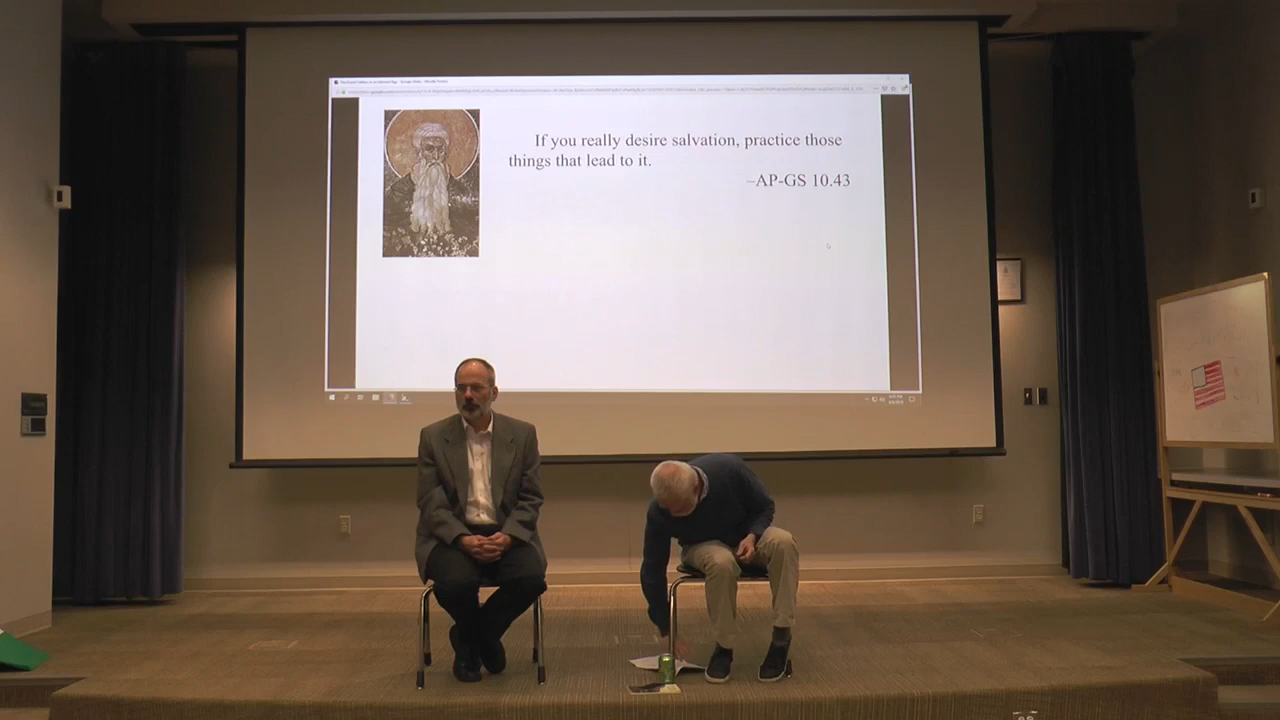 If you really desire salvation, practice those
things that lead to it.
–AP-GS 10.43